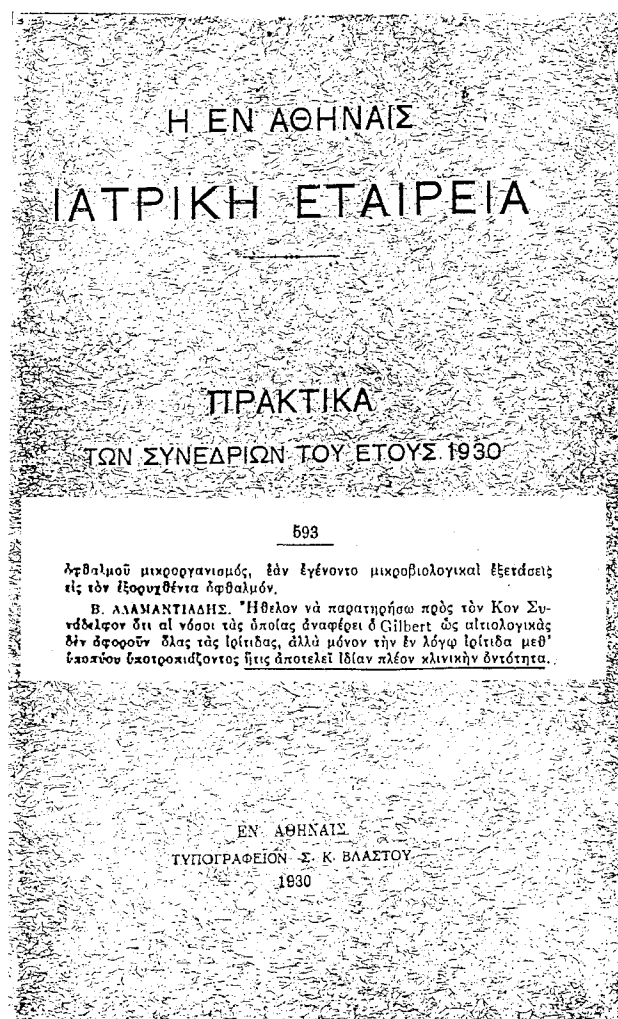 Η ΕΝ ΑΘΗΝΑΙΣ
ΙΑΤΡΙΚΗ ΕΤΑΙΡΕΙΑ
ΠΡΑΚΤΙΚΑ
ΤΩΝ ΣΥΝΕΔΡΙΩΝ ΤΟΥ ΕΤΟΥΣ 1930
593
ὀφθαλμοῦ μικροργανισμός, ἐὰν ἐγένοντο μικροβιολογικαὶ ἐξετάσεις
εἰς τὸν ἐξορυχθέντα ὀφθαλμόν.
Β. ΑΔΑΜΑΝΤΙΑΔΗΣ. Ἤθελον νὰ παρατηρήσω πρὸς τὸν Κον Συ-
νάδελφον ὅτι αἱ νόσοι τὰς ὁποίας ἀναφέρει ὁ Gilbert ὡς αἰτιολογικὰς
δὲν ἀφοροῦν ὅλας τὰς ἰρίτιδας, ἀλλὰ μόνον τὴν ἐν λόγῳ ἰρίτιδα μεθ'
ὑποπύου ὑποτροπιάζοντος ἥτις ἀποτελεῖ ἰδίαν πλέον κλινικὴν ὀντότητα.
ΕΝ ΑΘΗΝΑΙΣ
ΤΥΠΟΓΡΑΦΕΙΟΝ Σ. Κ. ΒΛΑΣΤΟΥ
1930